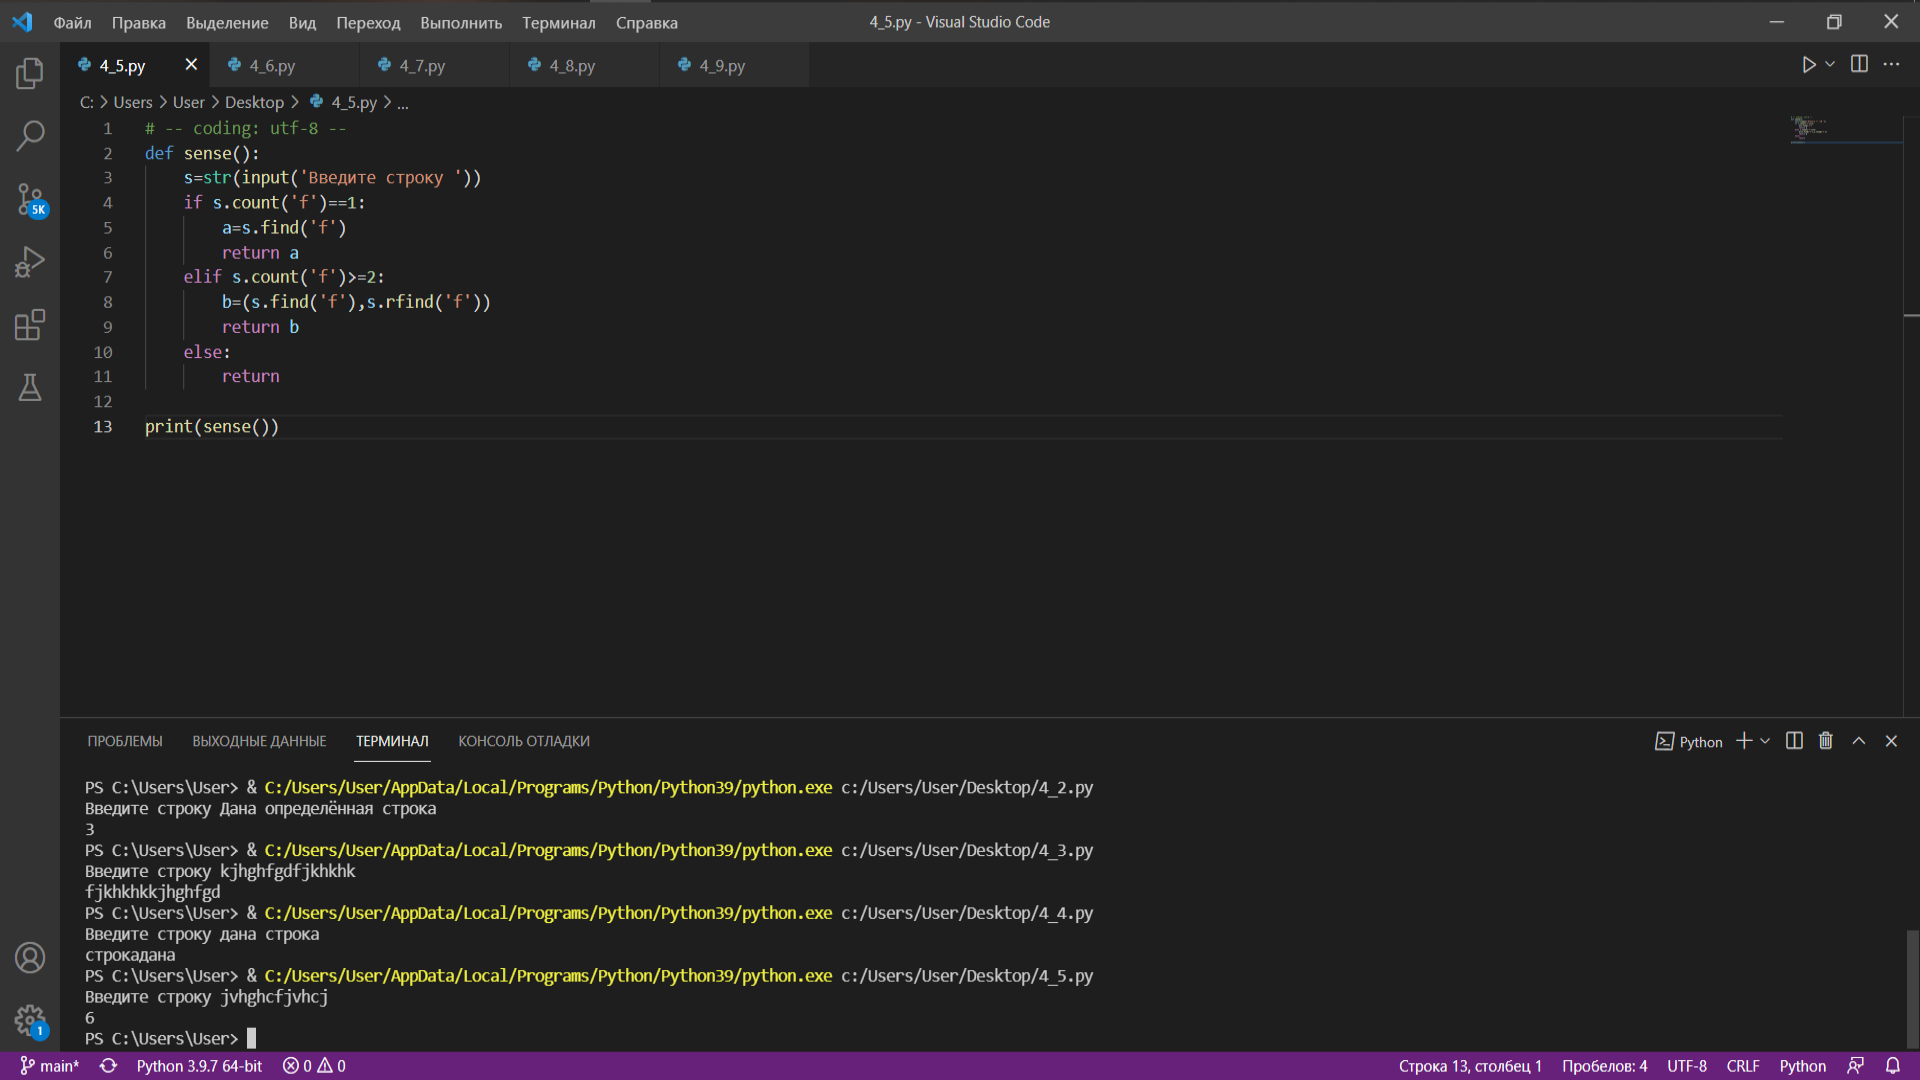 Файл Правка Выделение Вид Переход Выполнить Терминал Справка 4_5.py - Visual Studio Code
4_5.py 4_6.py 4_7.py 4_8.py 4_9.py
C: > Users > User > Desktop > 4_5.py > ...
1 # -- coding: utf-8 --
2 def sense():
3     s=str(input('Введите строку '))
4     if s.count('f')==1:
5         a=s.find('f')
6         return a
7     elif s.count('f')>=2:
8         b=(s.find('f'),s.rfind('f'))
9         return b
10     else:
11         return
12
13 print(sense())
5K
ПРОБЛЕМЫ ВЫХОДНЫЕ ДАННЫЕ ТЕРМИНАЛ КОНСОЛЬ ОТЛАДКИ Python
PS C:\Users\User> & C:/Users/User/AppData/Local/Programs/Python/Python39/python.exe c:/Users/User/Desktop/4_2.py
Введите строку Дана определённая строка
3
PS C:\Users\User> & C:/Users/User/AppData/Local/Programs/Python/Python39/python.exe c:/Users/User/Desktop/4_3.py
Введите строку kjhghfgdfjkhkhk
fjkhkhkkjhghfgd
PS C:\Users\User> & C:/Users/User/AppData/Local/Programs/Python/Python39/python.exe c:/Users/User/Desktop/4_4.py
Введите строку дана строка
строкадана
PS C:\Users\User> & C:/Users/User/AppData/Local/Programs/Python/Python39/python.exe c:/Users/User/Desktop/4_5.py
Введите строку jvhghcfjvhcj
6
PS C:\Users\User>
1
main* Python 3.9.7 64-bit 0 0 Строка 13, столбец 1 Пробелов: 4 UTF-8 CRLF Python